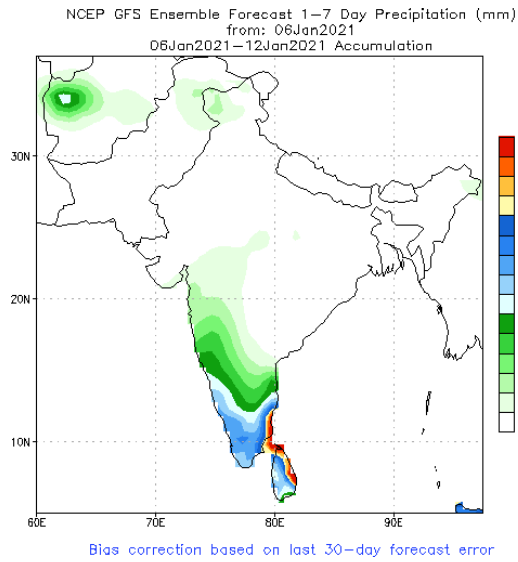 NCEP GFS Ensemble Forecast 1-7 Day Precipitation (mm)
from: 06Jan2021
06Jan2021-12Jan2021 Accumulation
30N
20N
10N
60E
70E
80E
90E
Bias correction based on last 30-day forecast error